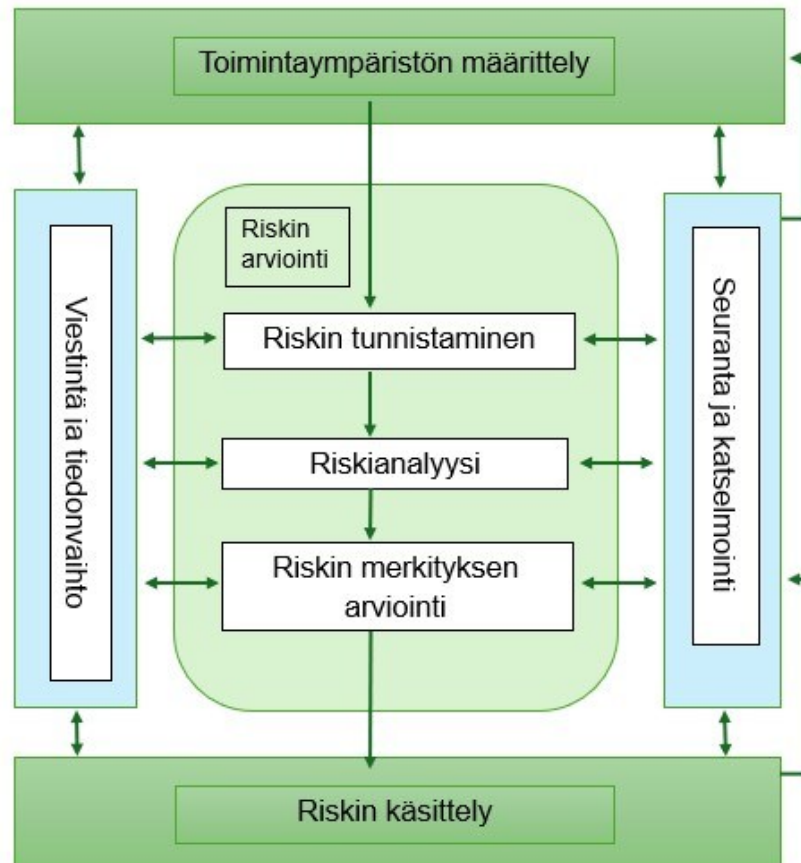 Toimintaympäristön määrittely
Riskin
arviointi
Riskin tunnistaminen
Riskianalyysi
Riskin merkityksen
arviointi
Viestintä ia tiedonvaihto
Seuranta ja katselmointi
Riskin käsittely